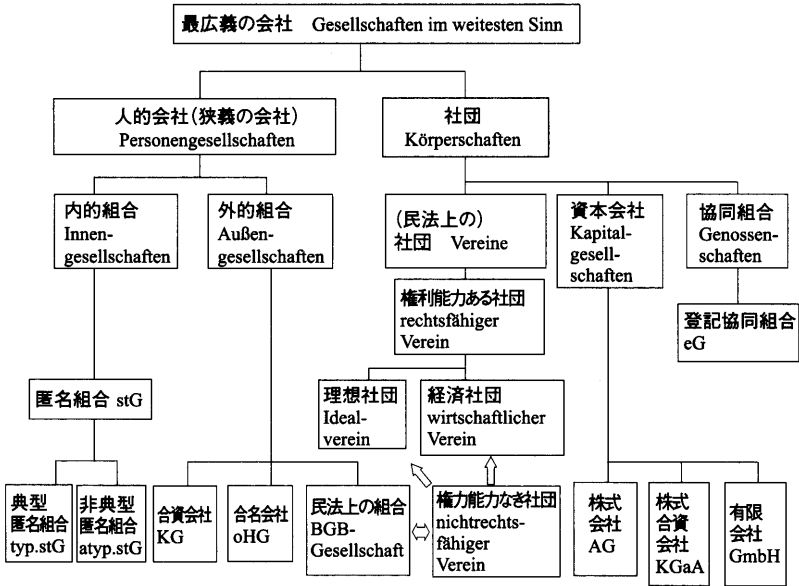 最広義の会社 Gesellschaften im weitesten Sinn
人的会社(狭義の会社)
Personengesellschaften
社団
Körperschaften
内的組合
Innen-
gesellschaften
外的組合
Außen-
gesellschaften
(民法上の)
社団 Vereine
資本会社
Kapital-
gesell-
schaften
協同組合
Genossen-
schaften
権利能力ある社団
rechtsfähiger
Verein
登記協同組合
eG
匿名組合 stG
理想社団
Ideal-
verein
経済社団
wirtschaftlicher
Verein
典型
匿名組合
typ.stG
非典型
匿名組合
atyp.stG
合資会社
KG
合名会社
oHG
民法上の組合
BGB-
Gesellschaft
権力能力なき社団
nichtrechts-
fähiger
Verein
株式
会社
AG
株式
合資
会社
KGaA
有限
会社
GmbH